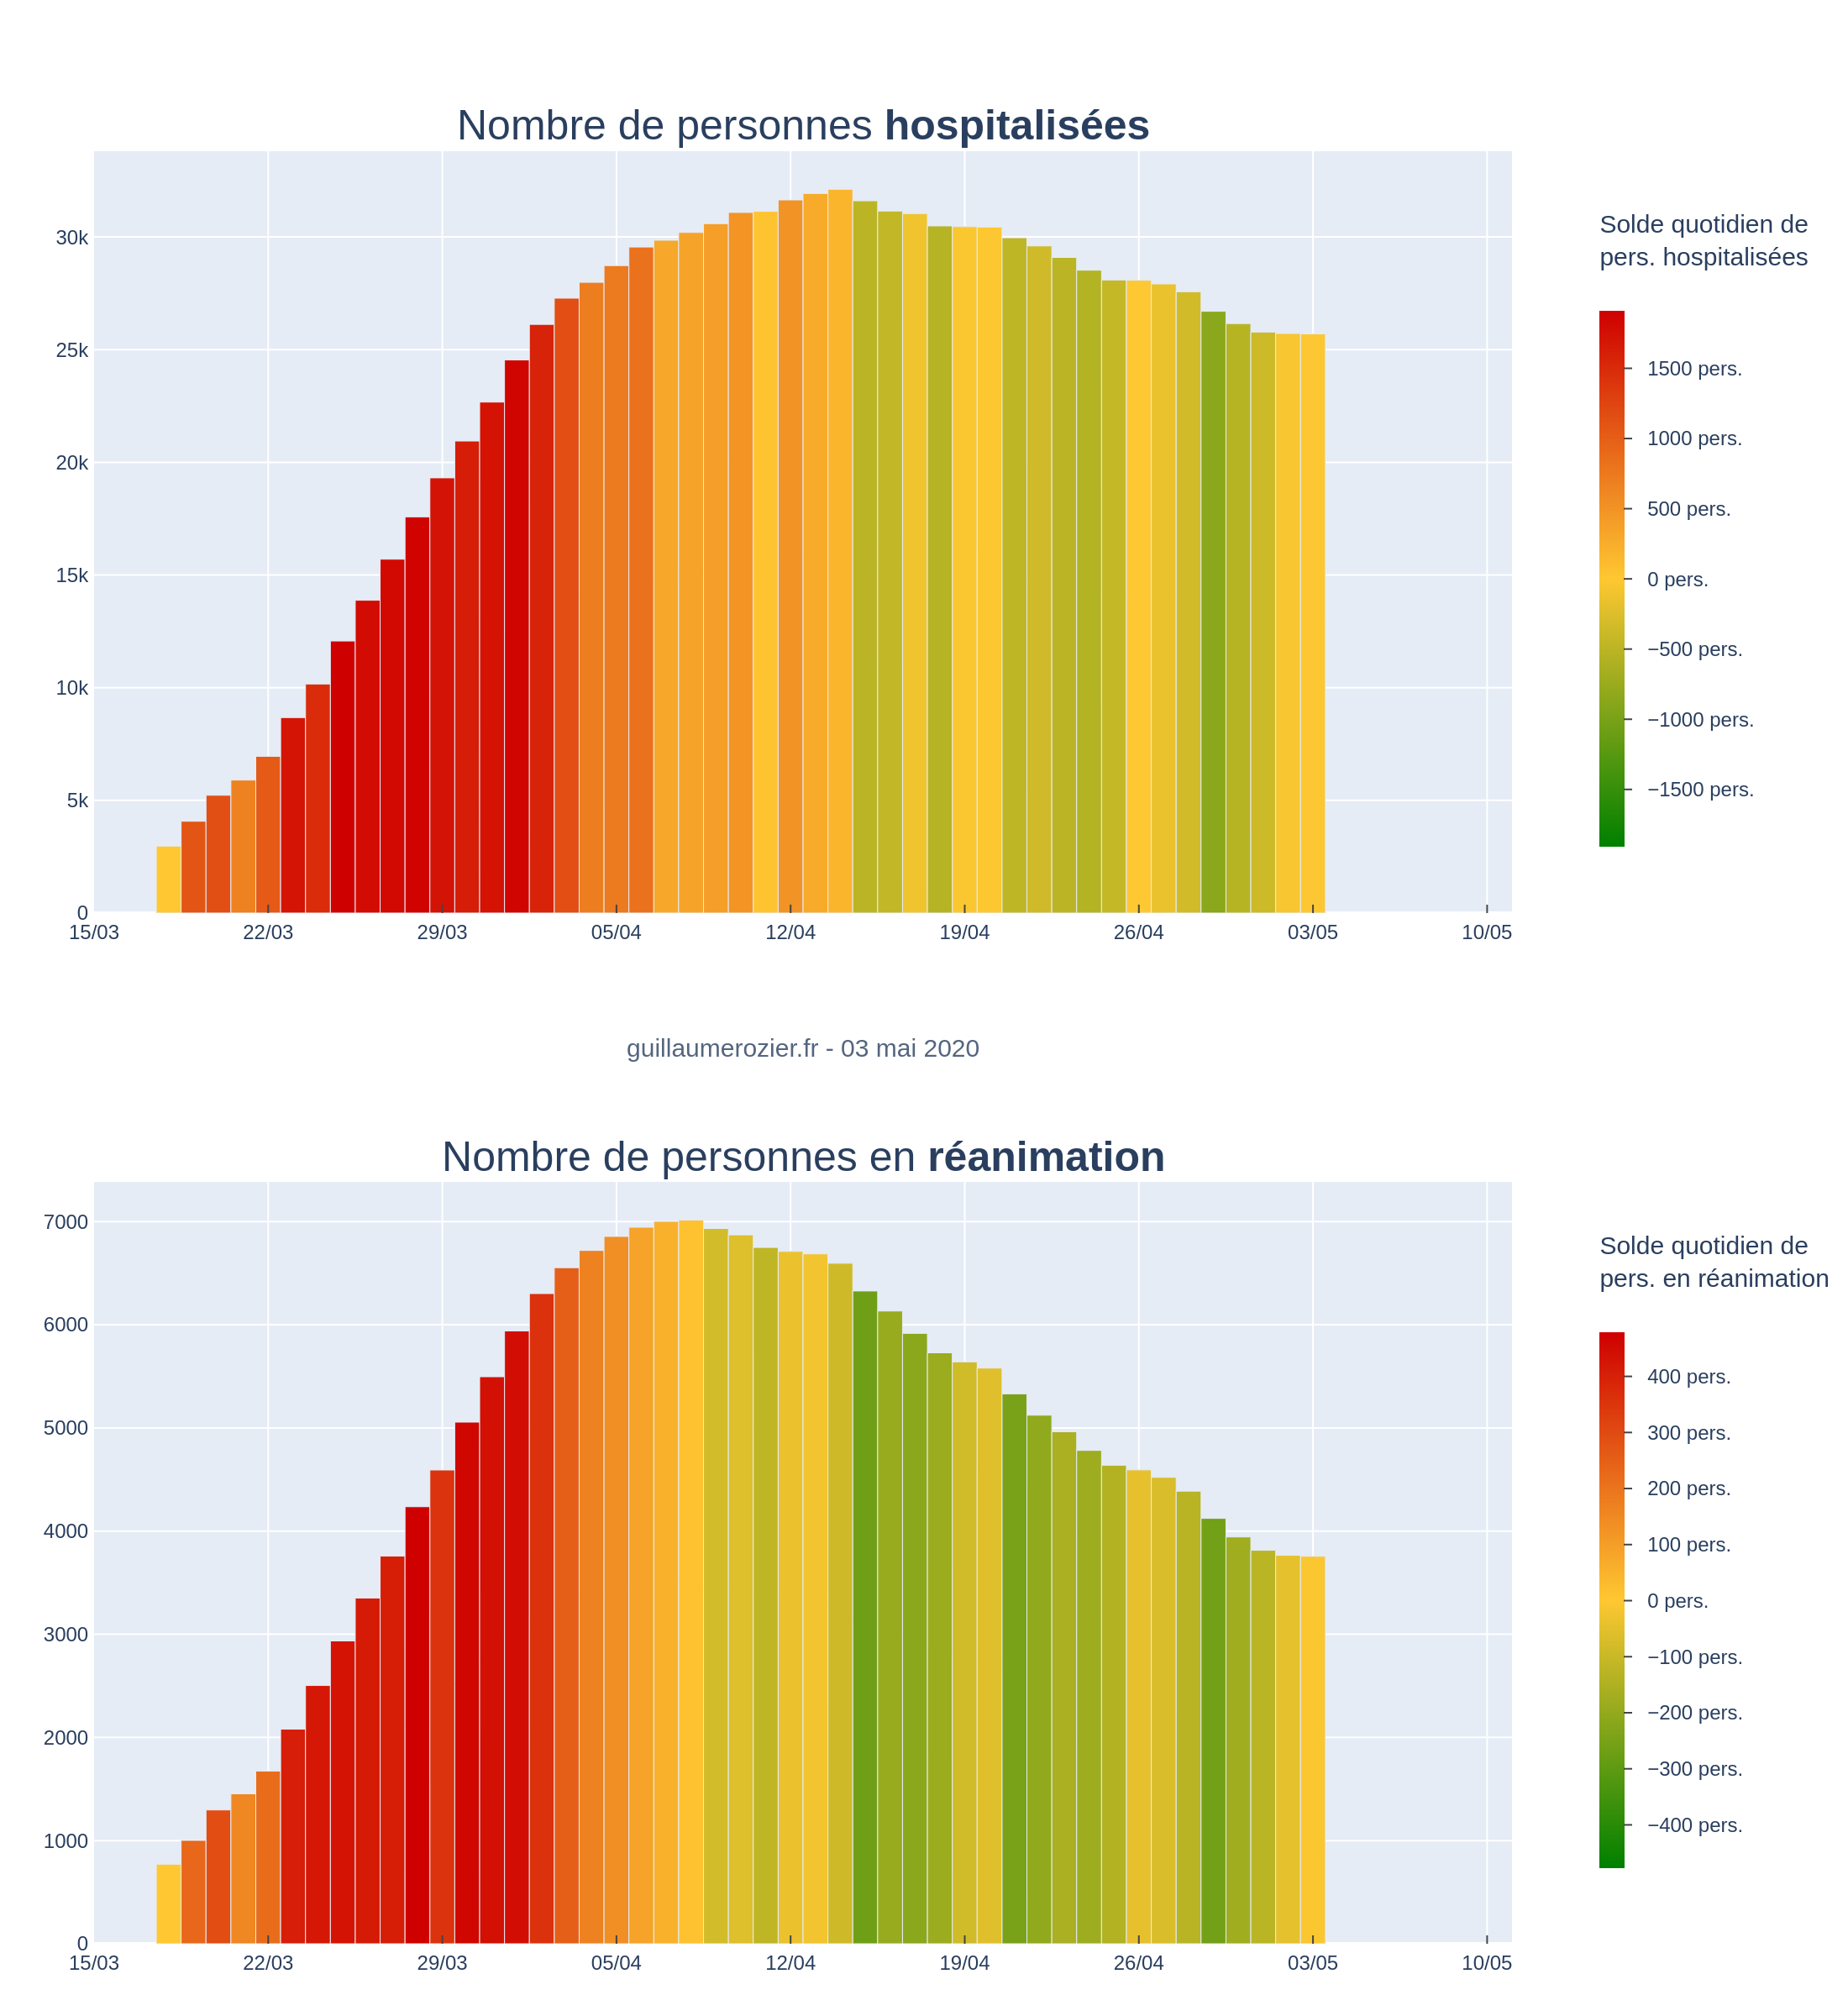 Nombre de personnes hospitalisées
30k
25k
20k
15k
10k
5k
0
15/03 22/03 29/03 05/04 12/04 19/04 26/04 03/05 10/05
Solde quotidien de
pers. hospitalisées
1500 pers.
1000 pers.
500 pers.
0 pers.
−500 pers.
−1000 pers.
−1500 pers.
guillaumerozier.fr - 03 mai 2020
Nombre de personnes en réanimation
7000
6000
5000
4000
3000
2000
1000
0
15/03 22/03 29/03 05/04 12/04 19/04 26/04 03/05 10/05
Solde quotidien de
pers. en réanimation
400 pers.
300 pers.
200 pers.
100 pers.
0 pers.
−100 pers.
−200 pers.
−300 pers.
−400 pers.